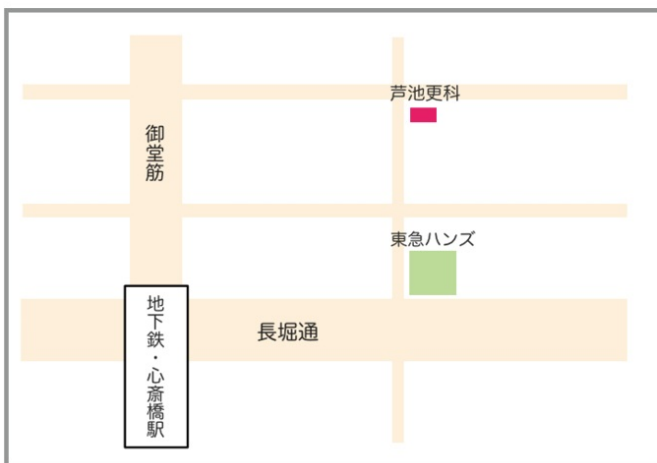 芦池更科
御堂筋
東急ハンズ
長堀通
地下鉄・心斎橋駅